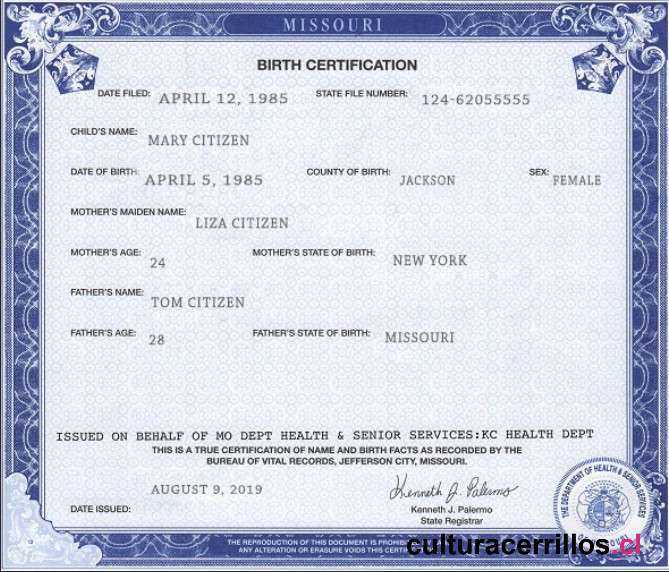 MISSOURI
BIRTH CERTIFICATION
DATE FILED: APRIL 12, 1985 STATE FILE NUMBER: 124-62055555
CHILD'S NAME: MARY CITIZEN
DATE OF BIRTH: APRIL 5, 1985 COUNTY OF BIRTH: JACKSON SEX: FEMALE
MOTHER'S MAIDEN NAME: LIZA CITIZEN
MOTHER'S AGE: 24 MOTHER'S STATE OF BIRTH: NEW YORK
FATHER'S NAME: TOM CITIZEN
FATHER'S AGE: 28 FATHER'S STATE OF BIRTH: MISSOURI
ISSUED ON BEHALF OF MO DEPT HEALTH & SENIOR SERVICES:KC HEALTH DEPT
THIS IS A TRUE CERTIFICATION OF NAME AND BIRTH FACTS AS RECORDED BY THE
BUREAU OF VITAL RECORDS, JEFFERSON CITY, MISSOURI.
DATE ISSUED: AUGUST 9, 2019
Kenneth J. Palermo
Kenneth J. Palermo
State Registrar
THE DEPARTMENT OF HEALTH & SENIOR SERVICES
THE REPRODUCTION OF THIS DOCUMENT IS PROHIBI
ANY ALTERATION OR ERASURE VOIDS THIS CERTIF
culturacerrillos.cl